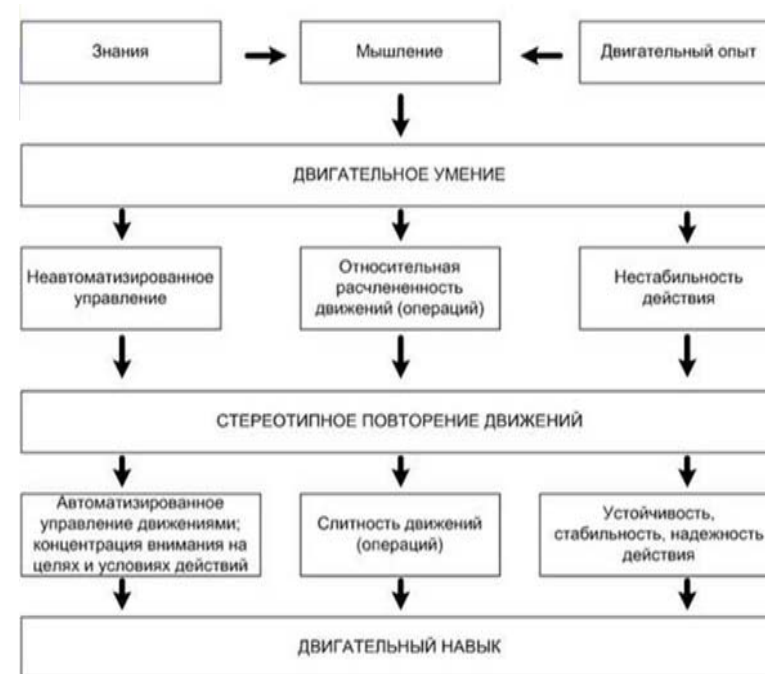 Знания
Мышление
Двигательный опыт
ДВИГАТЕЛЬНОЕ УМЕНИЕ
Неавтоматизированное
управление
Относительная
расчлененность
движений (операций)
Нестабильность
действия
СТЕРЕОТИПНОЕ ПОВТОРЕНИЕ ДВИЖЕНИЙ
Автоматизированное
управление движениями;
концентрация внимания на
целях и условиях действий
Слитность движений
(операций)
Устойчивость,
стабильность, надежность
действия
ДВИГАТЕЛЬНЫЙ НАВЫК